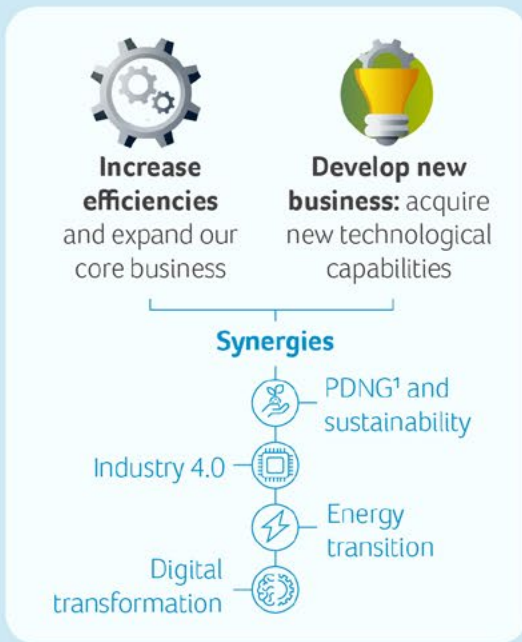 Increase
efficiencies
and expand our
core business
Develop new
business: acquire
new technological
capabilities
Synergies
PDNG¹ and
sustainability
Industry 4.0
Energy
transition
Digital
transformation